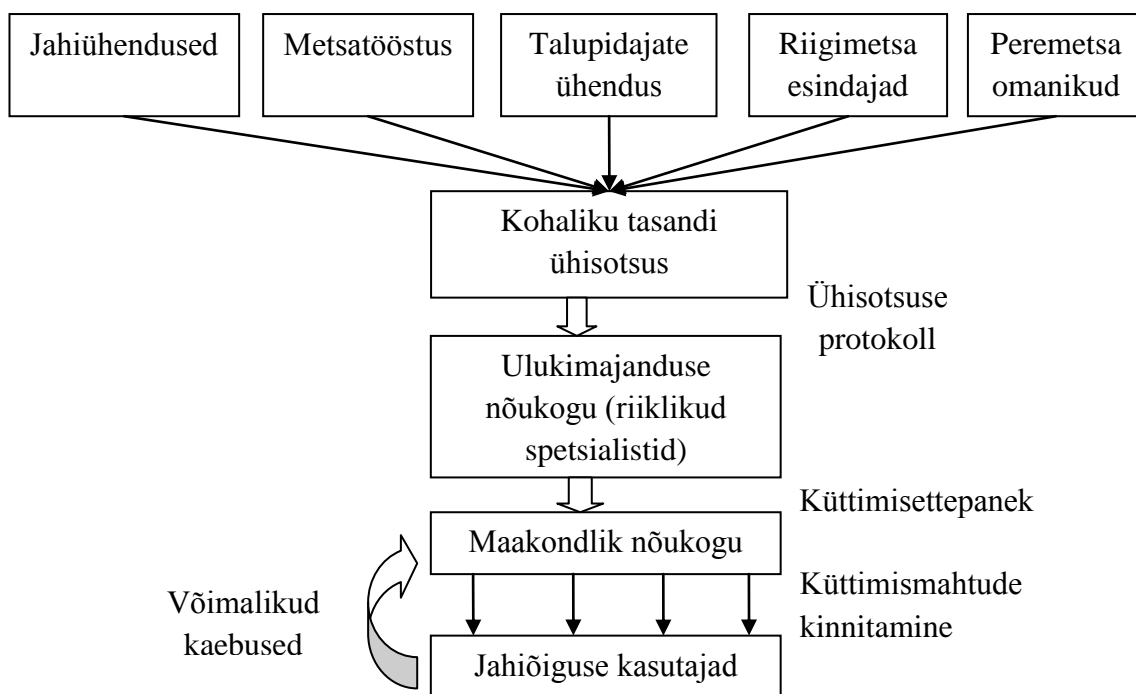 Jahiühendused
Metsatööstus
Talupidajate
ühendus
Riigimetsa
esindajad
Peremetsa
omanikud
Kohaliku tasandi
ühisotsus
Ühisotsuse
protokoll
Ulukimajanduse
nõukogu (riiklikud
spetsialistid)
Küttimisettepanek
Maakondlik nõukogu
Küttimismahtude
kinnitamine
Võimalikud
kaebused
Jahiõiguse kasutajad